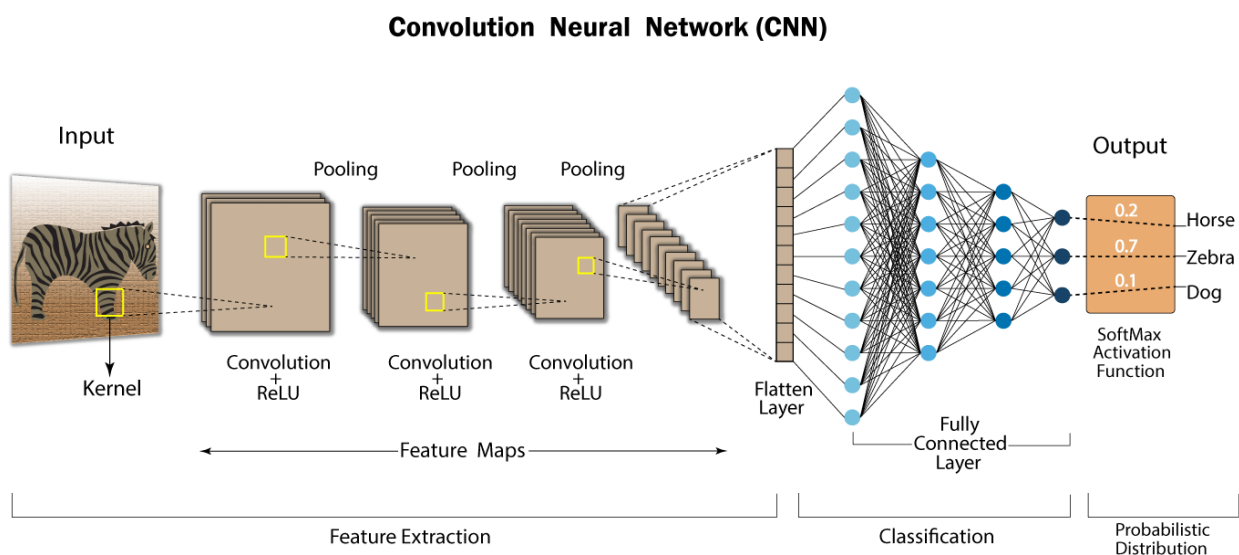 Convolution Neural Network (CNN)
Input
Pooling
Pooling
Pooling
Output
0.2
Horse
0.7
Zebra
0.1
Dog
SoftMax
Activation
Function
Kernel
Convolution
+
ReLU
Convolution
+
ReLU
Convolution
+
ReLU
Flatten
Layer
Fully
Connected
Layer
Feature Maps
Feature Extraction
Classification
Probabilistic
Distribution